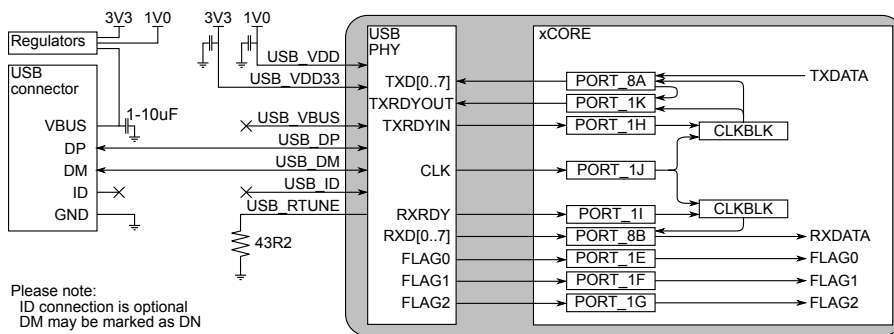 3V3
1V0
Regulators
USB
connector
VBUS
DP
DM
ID
GND
1-10uF
3V3
1V0
USB_VDD
USB_VDD33
USB_VBUS
USB_DP
USB_DM
USB_ID
USB_RTUNE
43R2
Please note:
ID connection is optional
DM may be marked as DN
USB
PHY
TXD[0..7]
TXRDYOUT
TXRDYIN
CLK
RXRDY
RXD[0..7]
FLAG0
FLAG1
FLAG2
xCORE
PORT_8A
PORT_1K
PORT_1H
PORT_1J
PORT_1I
PORT_8B
PORT_1E
PORT_1F
PORT_1G
CLKBLK
CLKBLK
TXDATA
RXDATA
FLAG0
FLAG1
FLAG2